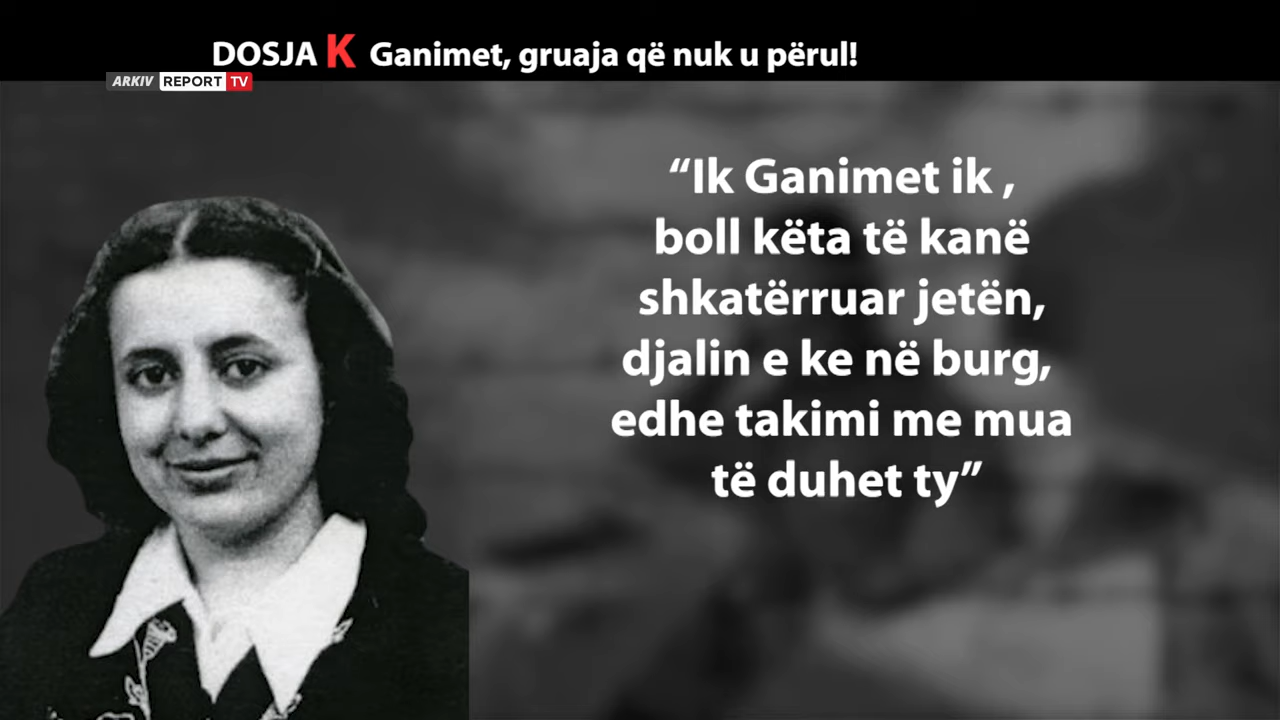 DOSJA K Ganimet, gruaja që nuk u përul!
ARKIV REPORT TV
“Ik Ganimet ik ,
boll këta të kanë
shkatërruar jetën,
djalin e ke në burg,
edhe takimi me mua
të duhet ty”